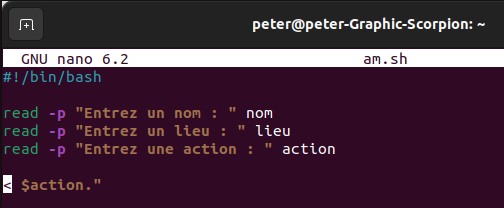 peter@peter-Graphic-Scorpion: ~
GNU nano 6.2 am.sh
#!/bin/bash
read -p "Entrez un nom : " nom
read -p "Entrez un lieu : " lieu
read -p "Entrez une action : " action
< $action."